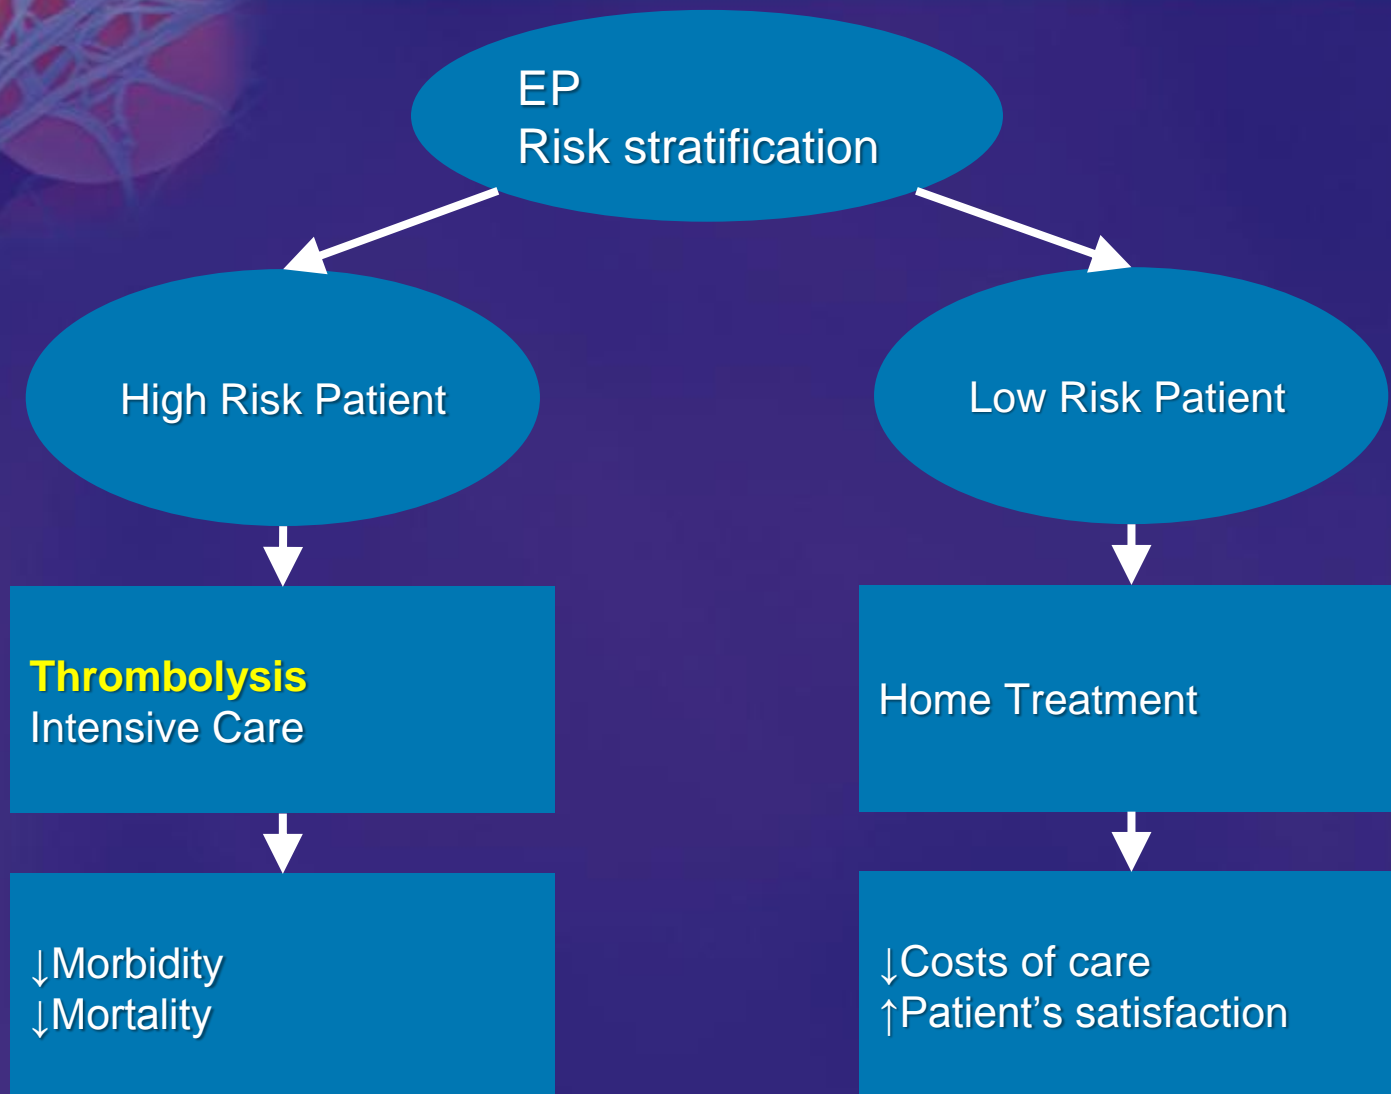 EP
Risk stratification
High Risk Patient
Low Risk Patient
Thrombolysis
Intensive Care
Home Treatment
↓Morbidity
↓Mortality
↓Costs of care
↑Patient’s satisfaction